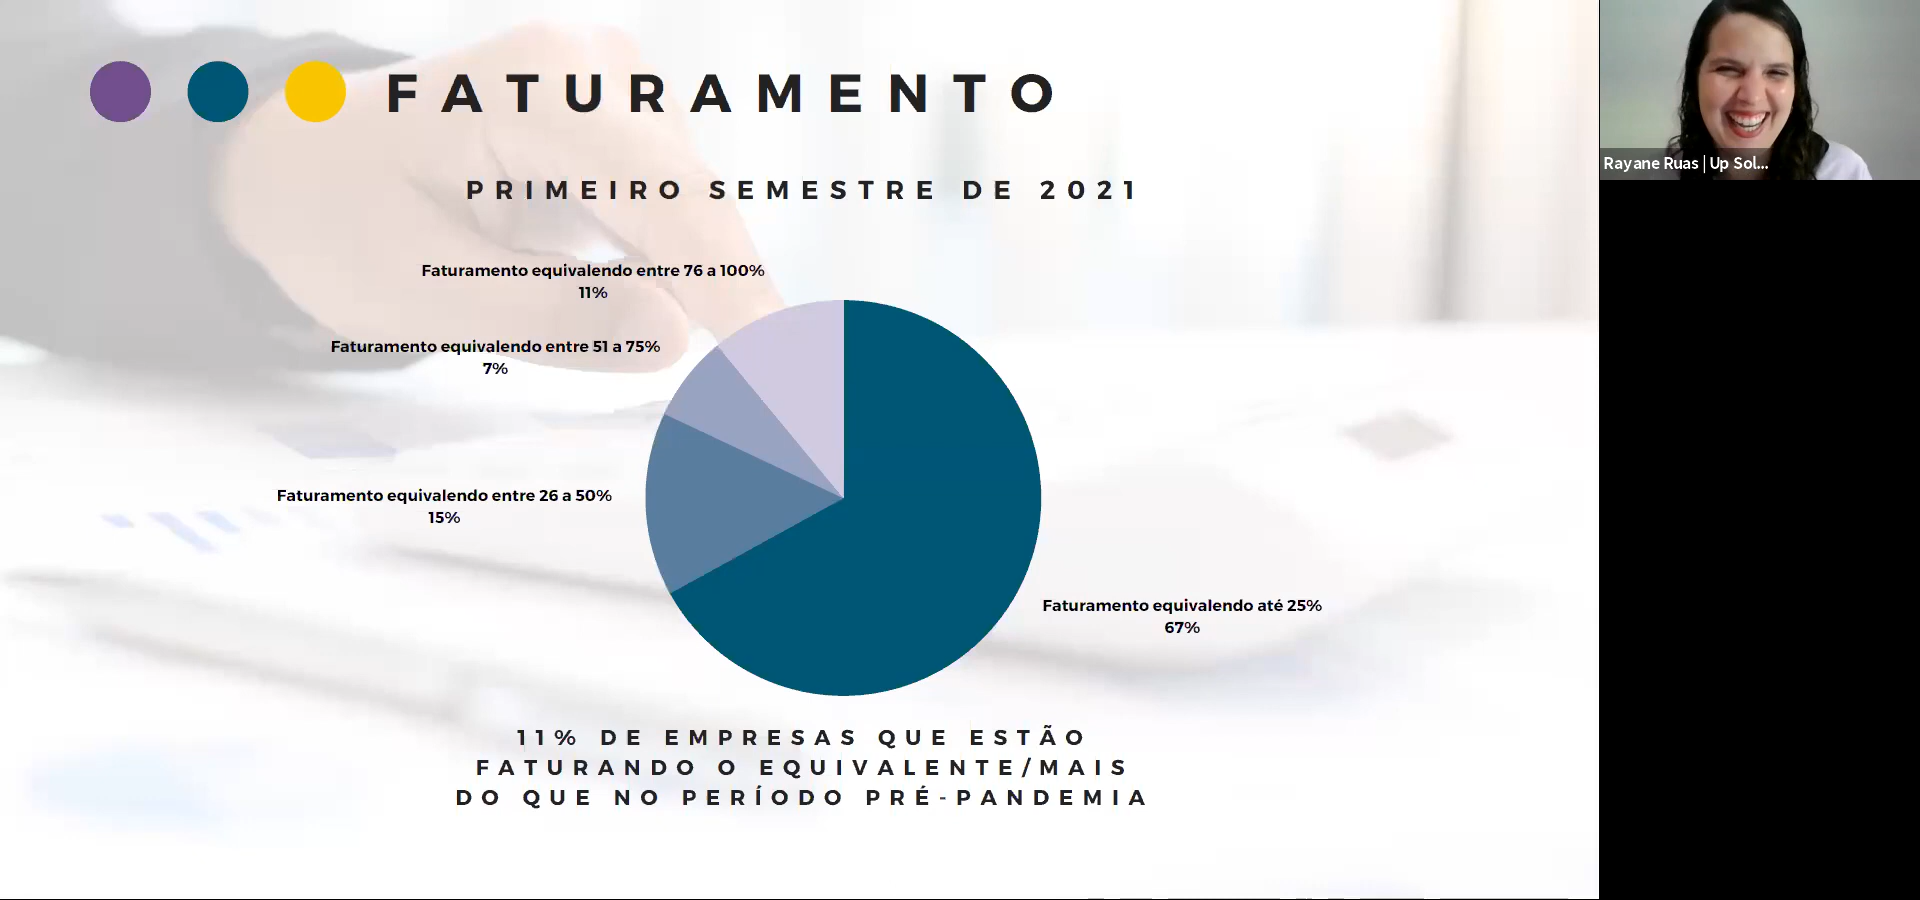 FATURAMENTO
PRIMEIRO SEMESTRE DE 2021
Faturamento equivalendo entre 76 a 100%
11%
Faturamento equivalendo entre 51 a 75%
7%
Faturamento equivalendo entre 26 a 50%
15%
Faturamento equivalendo até 25%
67%
11% DE EMPRESAS QUE ESTÃO
FATURANDO O EQUIVALENTE/MAIS
DO QUE NO PERÍODO PRÉ-PANDEMIA
Rayane Ruas | Up Sol...